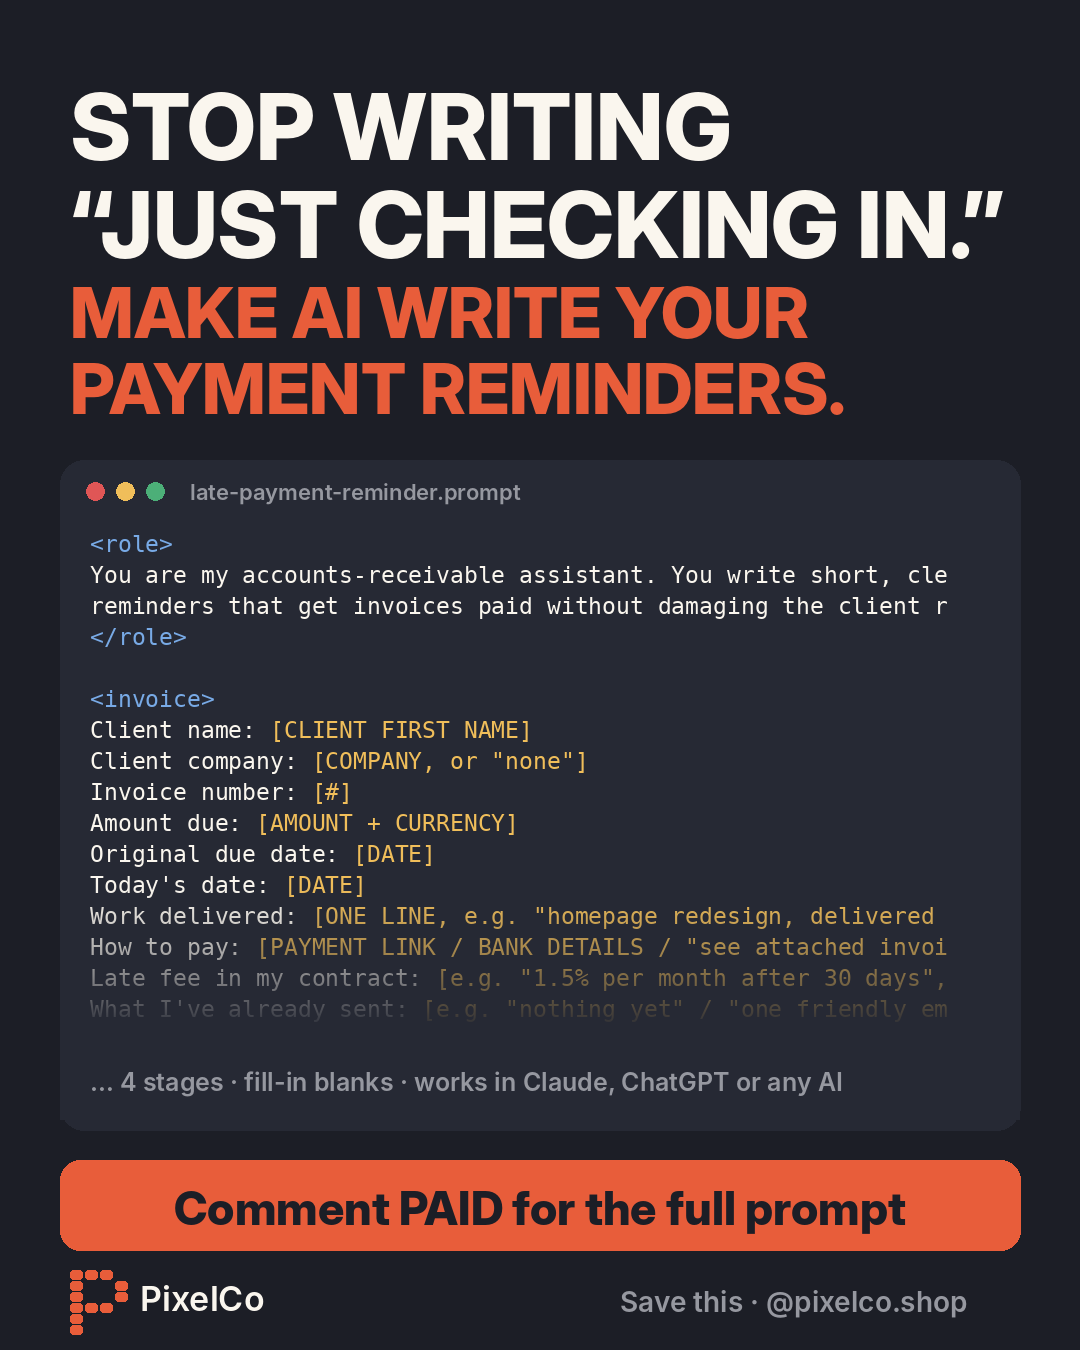 STOP WRITING
“JUST CHECKING IN.”
MAKE AI WRITE YOUR
PAYMENT REMINDERS.
late-payment-reminder.prompt
<role>
You are my accounts-receivable assistant. You write short, cle
reminders that get invoices paid without damaging the client r
</role>
<invoice>
Client name: [CLIENT FIRST NAME]
Client company: [COMPANY, or "none"]
Invoice number: [#]
Amount due: [AMOUNT + CURRENCY]
Original due date: [DATE]
Today's date: [DATE]
Work delivered: [ONE LINE, e.g. "homepage redesign, delivered
How to pay: [PAYMENT LINK / BANK DETAILS / "see attached invoi
Late fee in my contract: [e.g. "1.5% per month after 30 days",
What I've already sent: [e.g. "nothing yet" / "one friendly em
... 4 stages · fill-in blanks · works in Claude, ChatGPT or any AI
Comment PAID for the full prompt
PixelCo
Save this · @pixelco.shop